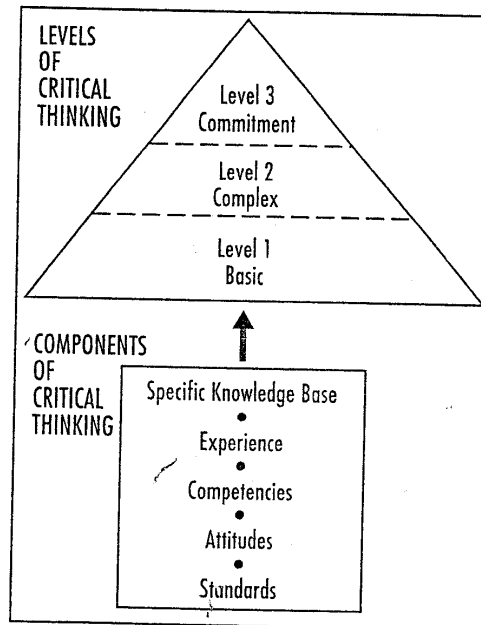 LEVELS
OF
CRITICAL
THINKING
Level 3
Commitment
Level 2
Complex
Level 1
Basic
COMPONENTS
OF
CRITICAL
THINKING
Specific Knowledge Base
Experience
Competencies
Attitudes
Standards